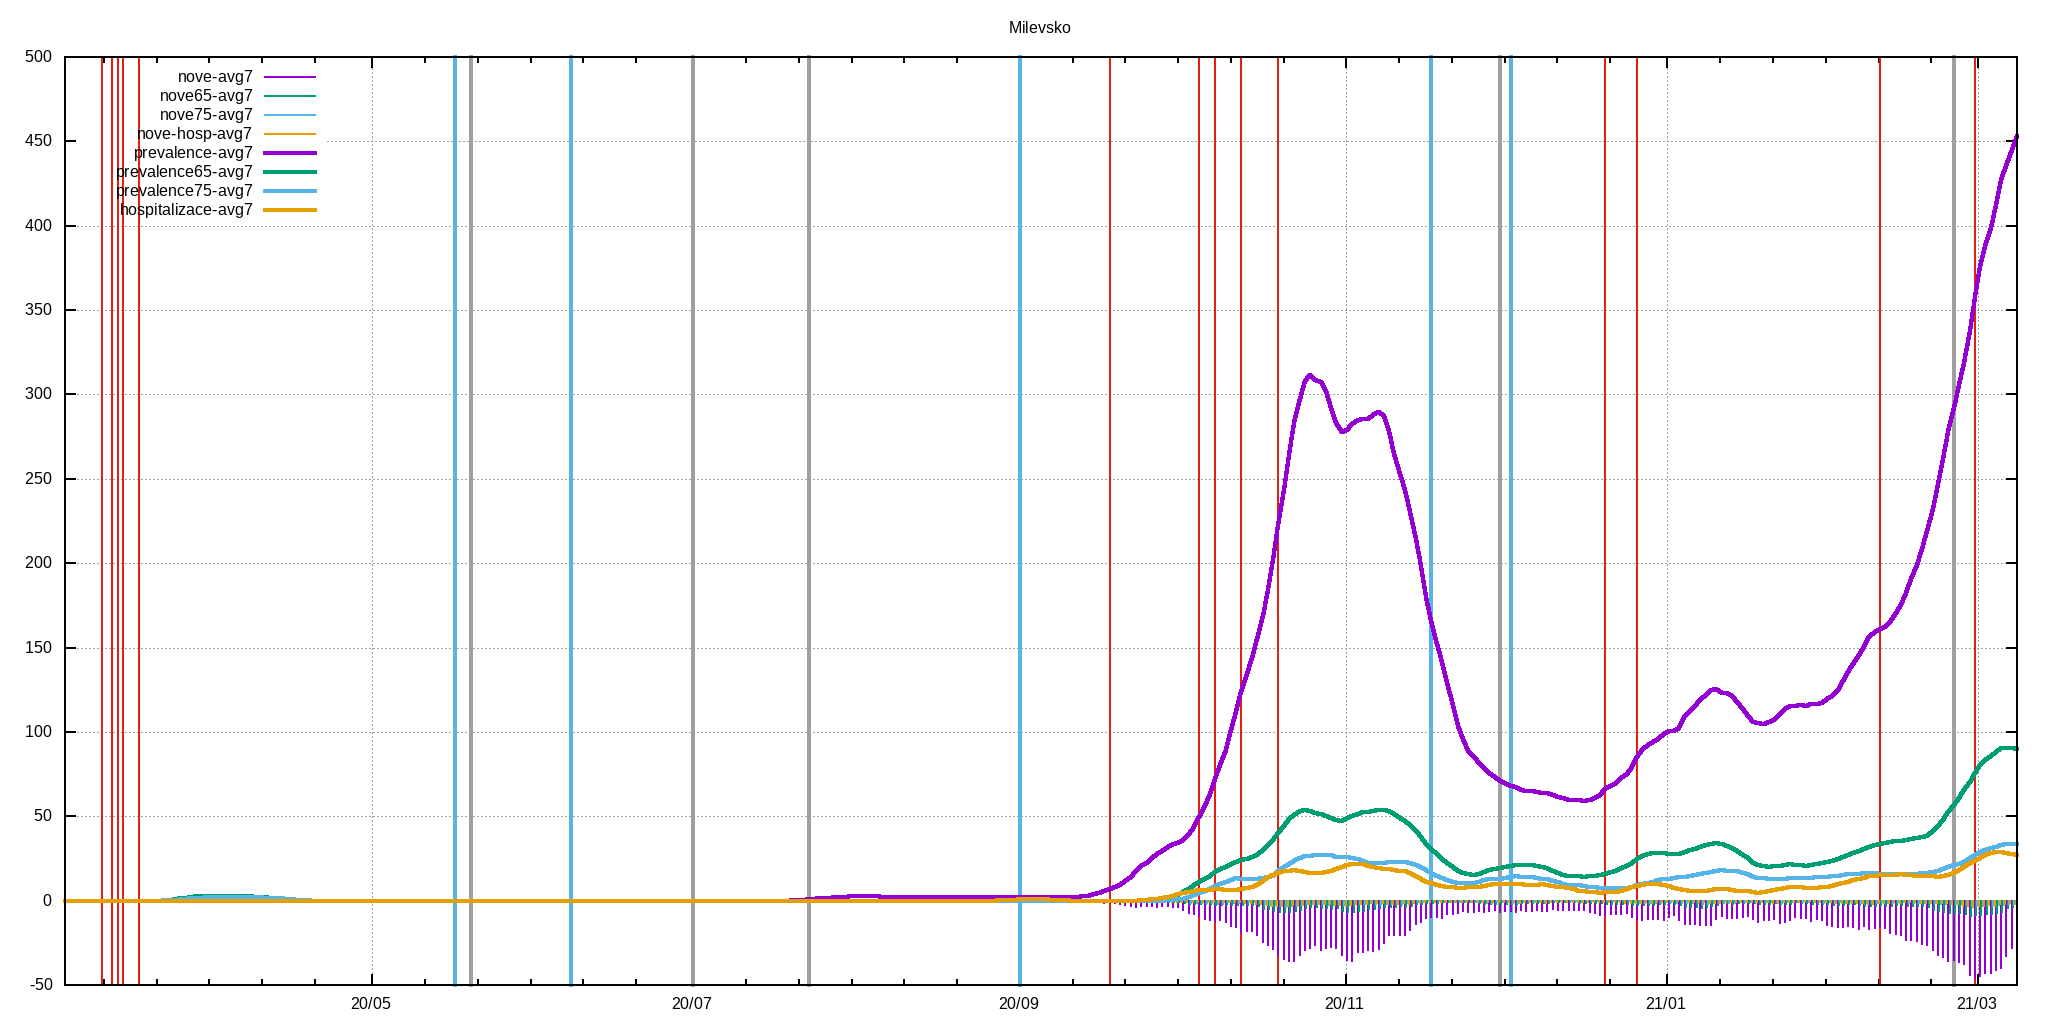 Milevsko
500
450
400
350
300
250
200
150
100
50
0
-50
nove-avg7
nove65-avg7
nove75-avg7
nove-hosp-avg7
prevalence-avg7
prevalence65-avg7
prevalence75-avg7
hospitalizace-avg7
20/05 20/07 20/09 20/11 21/01 21/03